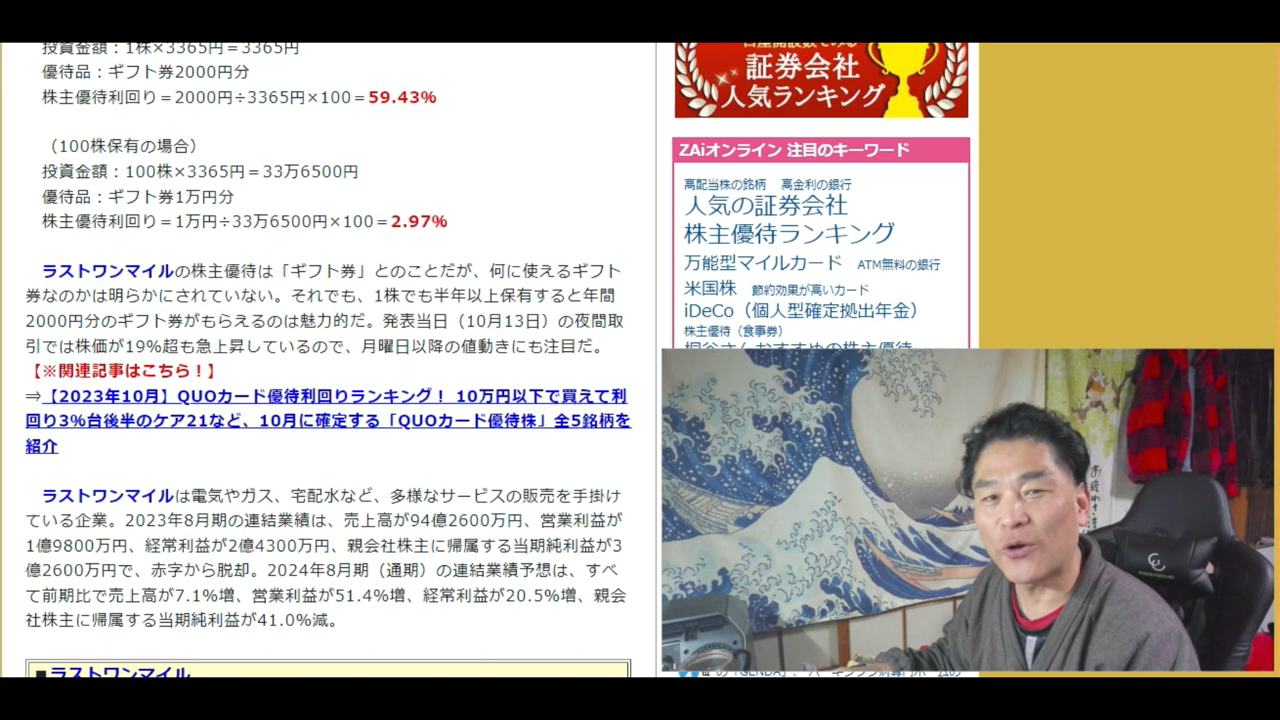 投資金額：1株×3365円＝3365円
優待品：ギフト券2000円分
株主優待利回り＝2000円÷3365円×100＝59.43%
（100株保有の場合）
投資金額：100株×3365円＝33万6500円
優待品：ギフト券1万円分
株主優待利回り＝1万円÷33万6500円×100＝2.97%
ラストワンマイルの株主優待は「ギフト券」とのことだが、何に使えるギフト
券なのかは明らかにされていない。それでも、1株でも半年以上保有すると年間
2000円分のギフト券がもらえるのは魅力的だ。発表当日（10月13日）の夜間取
引では株価が19%超も急上昇しているので、月曜日以降の値動きにも注目だ。
【※関連記事はこちら！】
⇒【2023年10月】QUOカード優待利回りランキング！ 10万円以下で買えて利
回り3%台後半のケア21など、10月に確定する「QUOカード優待株」全5銘柄を
紹介
ラストワンマイルは電気やガス、宅配水など、多様なサービスの販売を手掛け
ている企業。2023年8月期の連結業績は、売上高が94億2600万円、営業利益が
1億9800万円、経常利益が2億4300万円、親会社株主に帰属する当期純利益が3
億2600万円で、赤字から脱却。2024年8月期（通期）の連結業績予想は、すべ
て前期比で売上高が7.1%増、営業利益が51.4%増、経常利益が20.5%増、親会
社株主に帰属する当期純利益が41.0%減。
■ラストワンマイル
証券会社
人気ランキング
ZAiオンライン 注目のキーワード
高配当株の銘柄 高金利の銀行
人気の証券会社
株主優待ランキング
万能型マイルカード ATM無料の銀行
米国株 節約効果が高いカード
iDeCo（個人型確定拠出年金）
株主優待（食事券）
桐谷さんおすすめの株主優待
お疲れさま